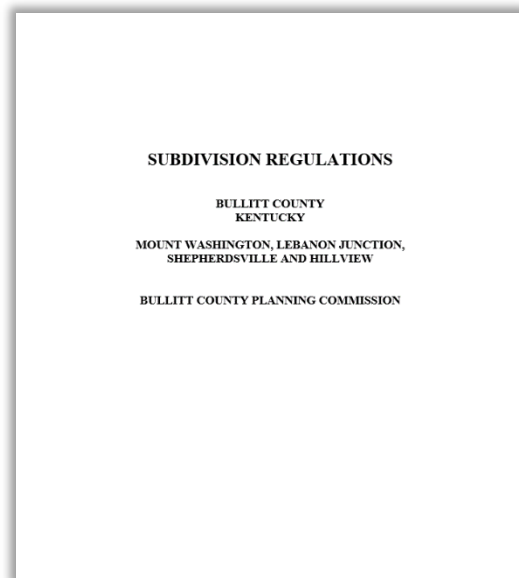 SUBDIVISION REGULATIONS
BULLITT COUNTY
KENTUCKY
MOUNT WASHINGTON, LEBANON JUNCTION,
SHEPHERDSVILLE AND HILLVIEW
BULLITT COUNTY PLANNING COMMISSION